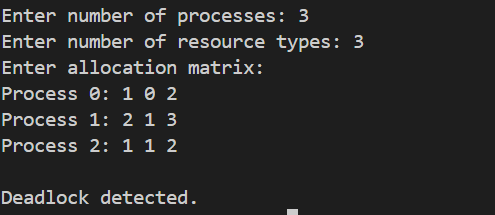 Enter number of processes: 3
Enter number of resource types: 3
Enter allocation matrix:
Process 0: 1 0 2
Process 1: 2 1 3
Process 2: 1 1 2
Deadlock detected.